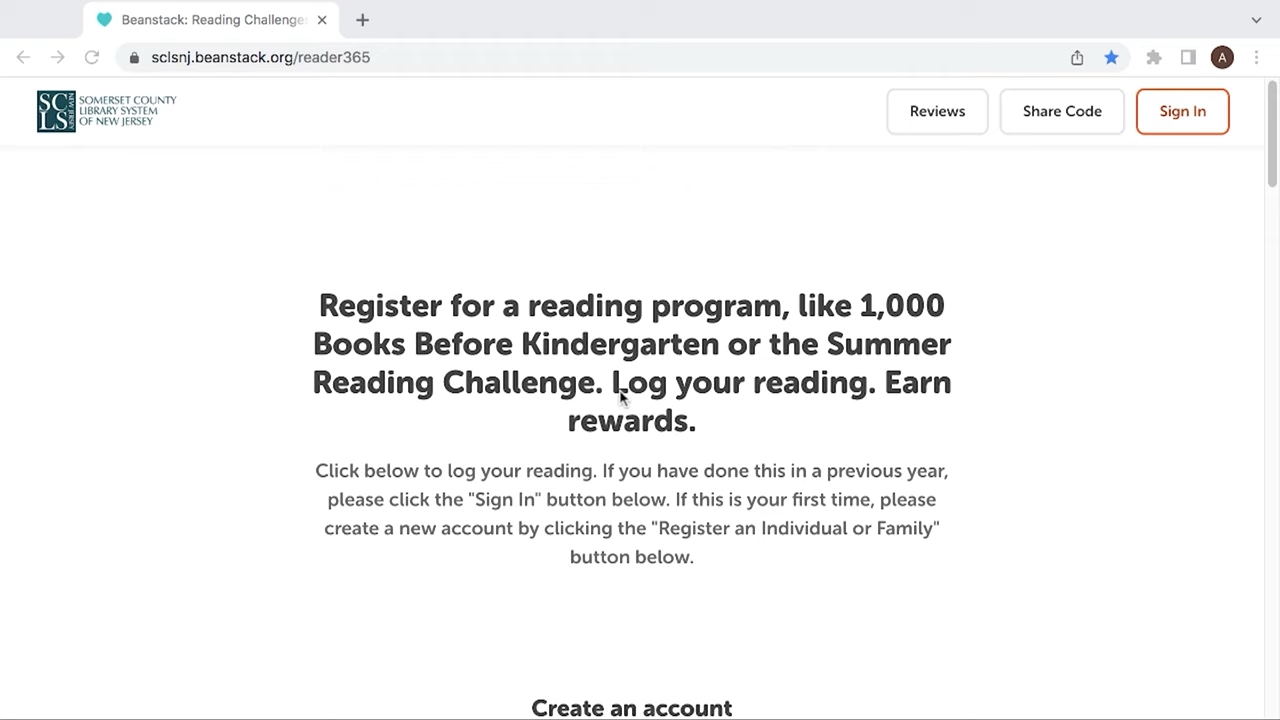 Beanstack: Reading Challenge
sclsnj.beanstack.org/reader365
A
SC
LS
NEW JERSEY
SOMERSET COUNTY
LIBRARY SYSTEM
OF NEW JERSEY
Reviews
Share Code
Sign In
Register for a reading program, like 1,000
Books Before Kindergarten or the Summer
Reading Challenge. Log your reading. Earn
rewards.
Click below to log your reading. If you have done this in a previous year,
please click the "Sign In" button below. If this is your first time, please
create a new account by clicking the "Register an Individual or Family"
button below.
Create an account